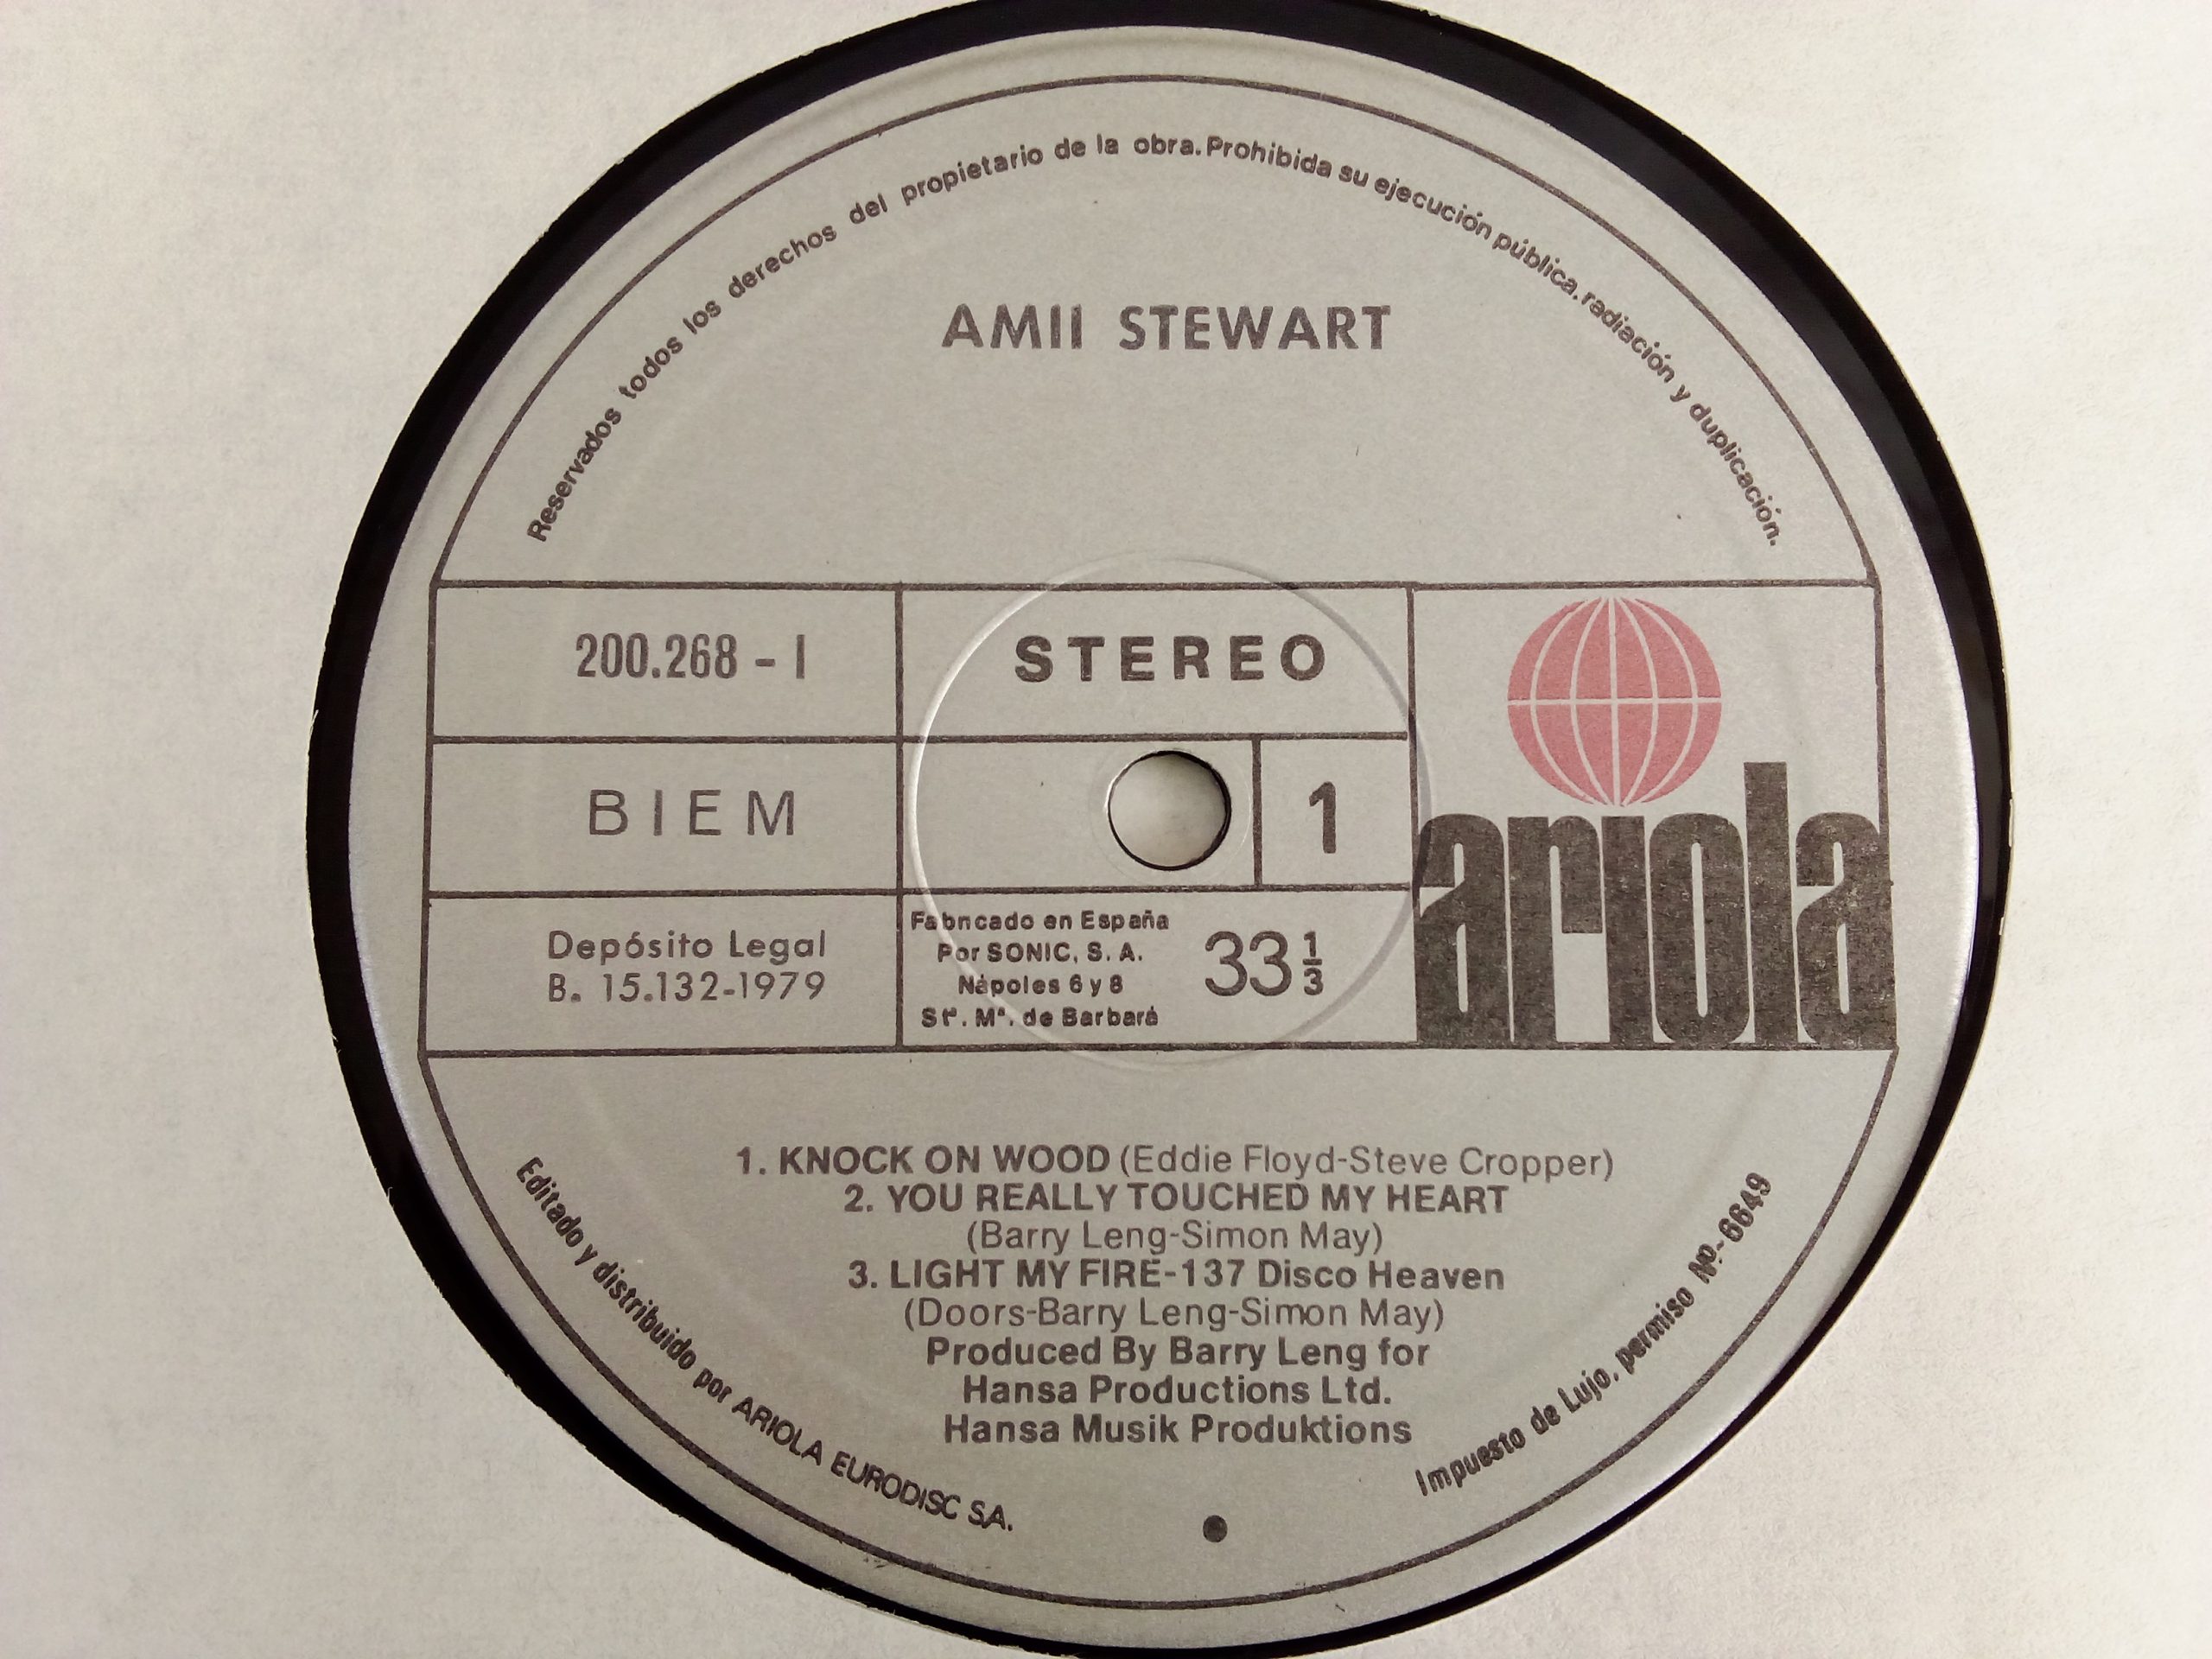 Reservados todos los derechos del propietario de la obra.Prohibida su ejecución pública.radiación y duplicación.
AMII STEWART
200.268 - I
STEREO
BIEM
1
ariola
Depósito Legal
B. 15.132-1979
Fabricado en España
Por SONIC, S. A.
Nápoles 6 y 8
Stª. Mª. de Barbará
33 1/3
1. KNOCK ON WOOD (Eddie Floyd-Steve Cropper)
2. YOU REALLY TOUCHED MY HEART
(Barry Leng-Simon May)
3. LIGHT MY FIRE-137 Disco Heaven
(Doors-Barry Leng-Simon May)
Produced By Barry Leng for
Hansa Productions Ltd.
Hansa Musik Produktions
Editado y distribuido por ARIOLA EURODISC S.A.
Impuesto de Lujo, permiso Nº.-6649